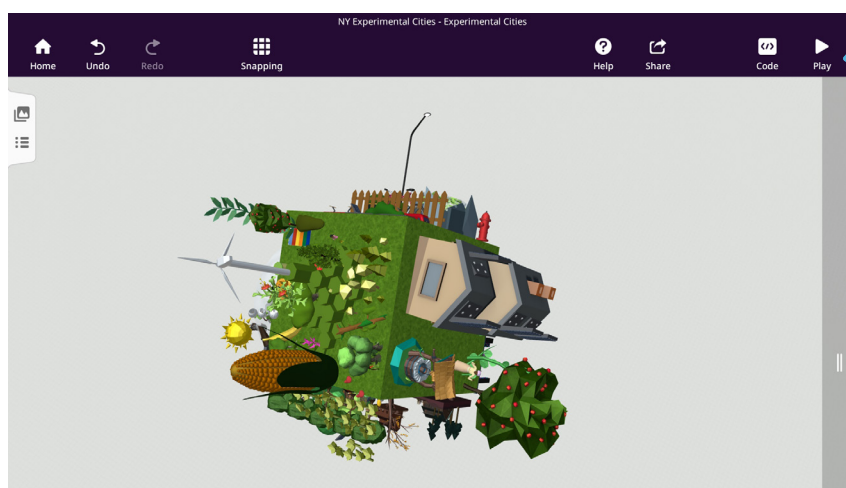 NY Experimental Cities - Experimental Cities
Home Undo Redo Snapping Help Share Code Play